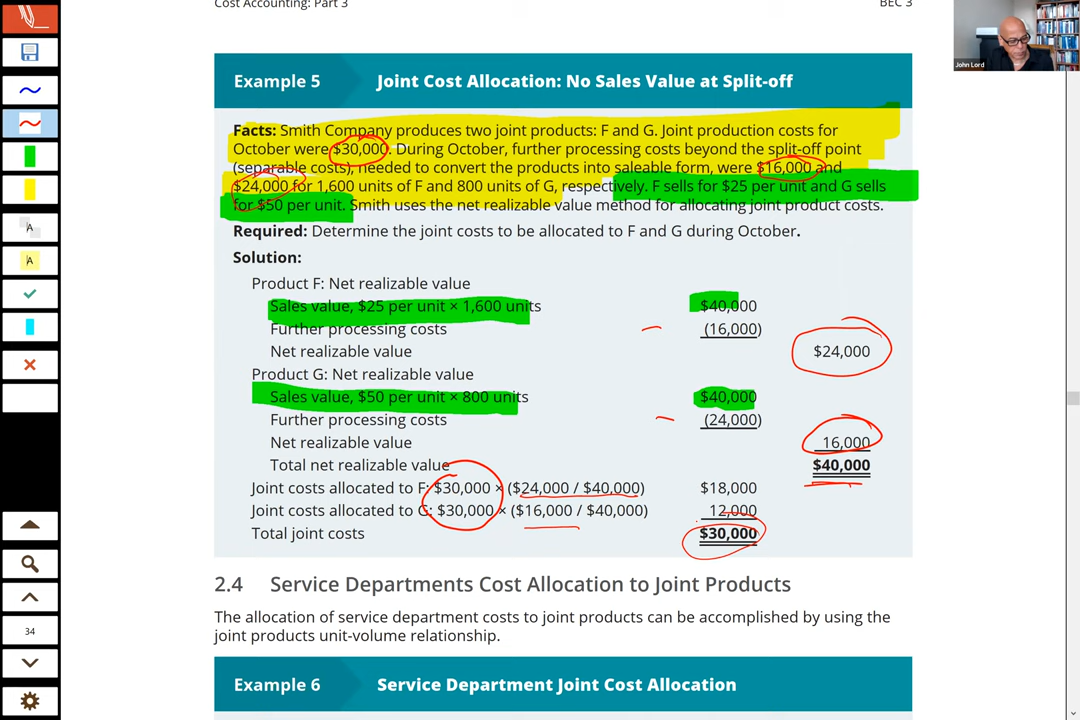 Cost Accounting: Part 3 BEC 3
John Lord
Example 5 Joint Cost Allocation: No Sales Value at Split-off
Facts: Smith Company produces two joint products: F and G. Joint production costs for
October were $30,000. During October, further processing costs beyond the split-off point
(separable costs), needed to convert the products into saleable form, were $16,000 and
$24,000 for 1,600 units of F and 800 units of G, respectively. F sells for $25 per unit and G sells
for $50 per unit. Smith uses the net realizable value method for allocating joint product costs.
Required: Determine the joint costs to be allocated to F and G during October.
Solution:
Product F: Net realizable value
Sales value, $25 per unit × 1,600 units $40,000
Further processing costs (16,000)
Net realizable value $24,000
Product G: Net realizable value
Sales value, $50 per unit × 800 units $40,000
Further processing costs (24,000)
Net realizable value 16,000
Total net realizable value $40,000
Joint costs allocated to F: $30,000 × ($24,000 / $40,000) $18,000
Joint costs allocated to G: $30,000 × ($16,000 / $40,000) 12,000
Total joint costs $30,000
2.4 Service Departments Cost Allocation to Joint Products
The allocation of service department costs to joint products can be accomplished by using the
joint products unit-volume relationship.
Example 6 Service Department Joint Cost Allocation
A
A
34